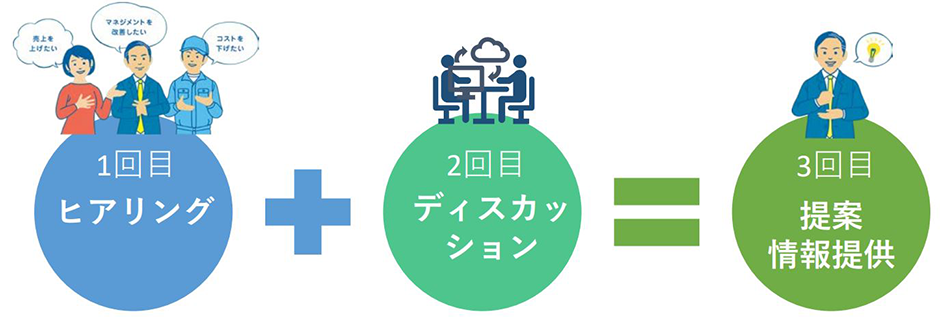 売上を
上げたい
マネジメントを
改善したい
コストを
下げたい
1回目
ヒアリング
2回目
ディスカッ
ション
3回目
提案
情報提供